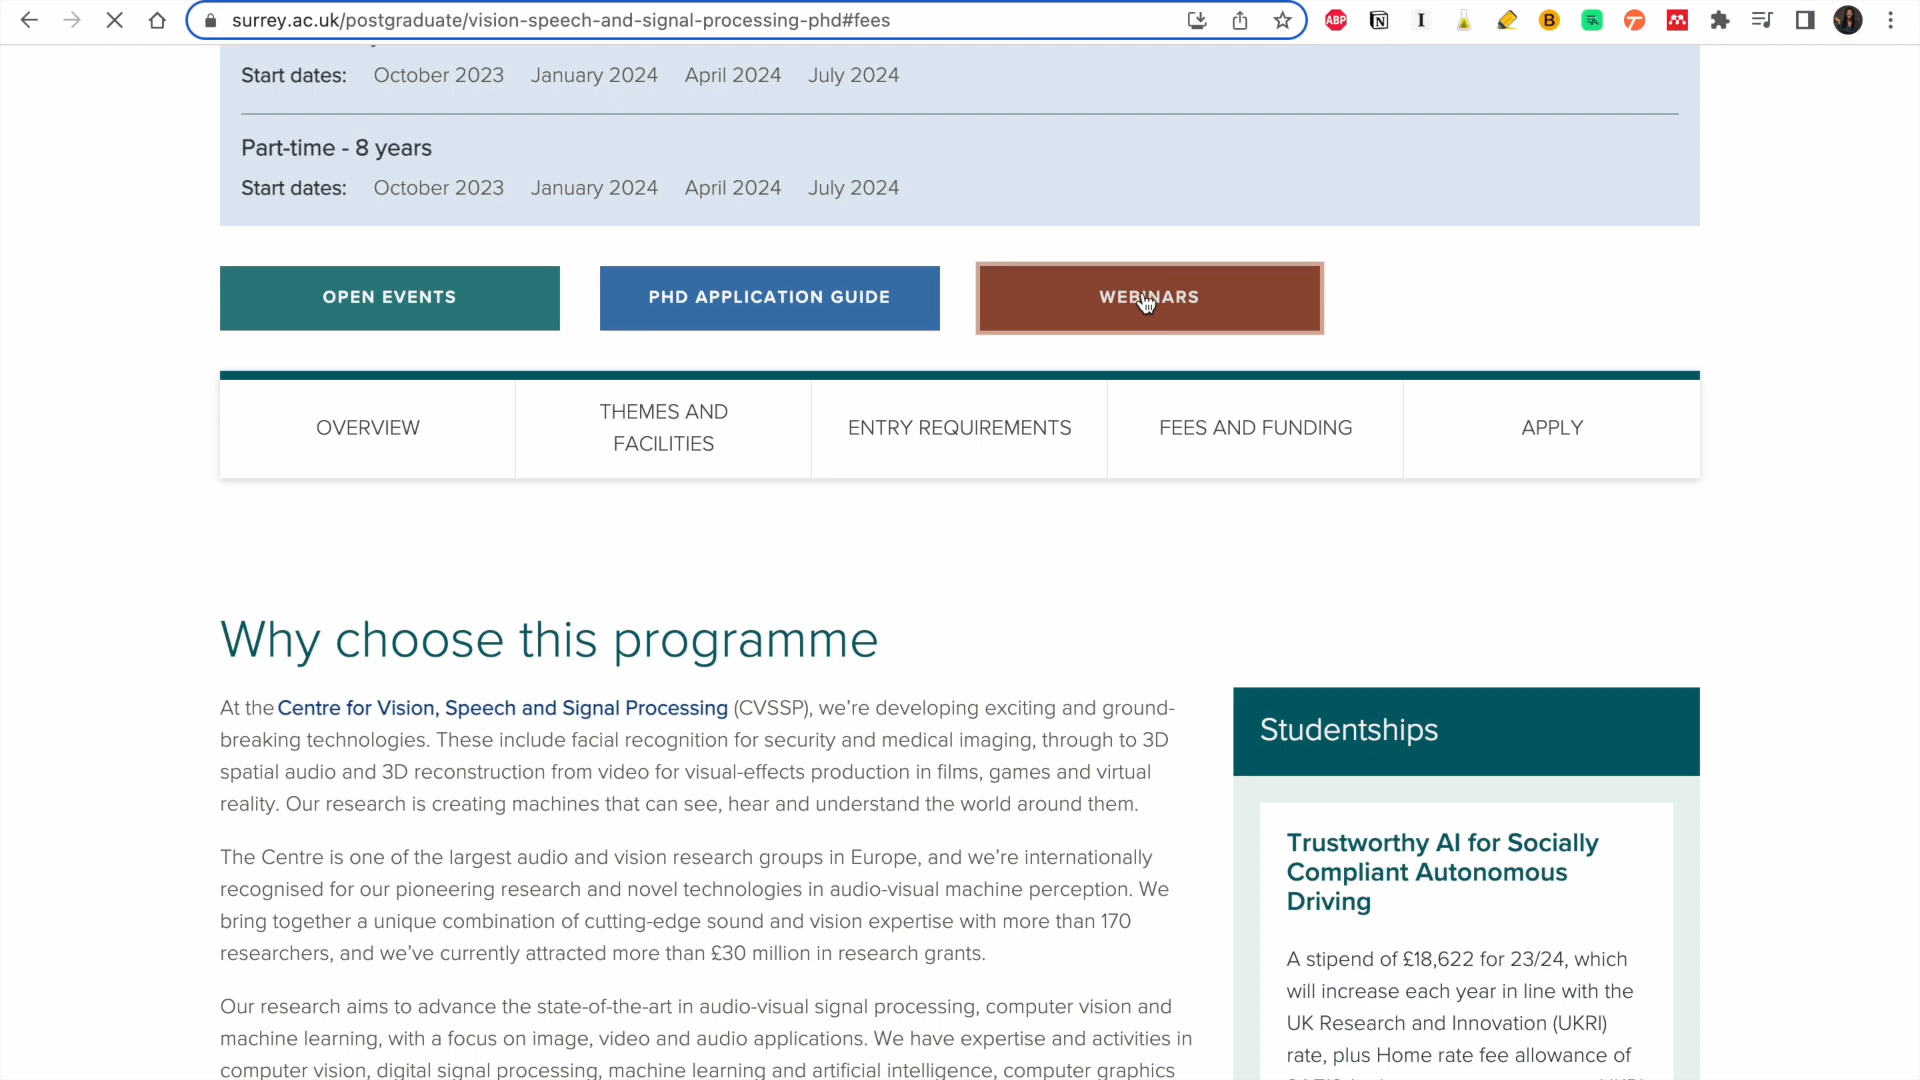 surrey.ac.uk/postgraduate/vision-speech-and-signal-processing-phd#fees
ABP
N
I
B
Start dates: October 2023 January 2024 April 2024 July 2024
Part-time - 8 years
Start dates: October 2023 January 2024 April 2024 July 2024
OPEN EVENTS
PHD APPLICATION GUIDE
WEBINARS
OVERVIEW
THEMES AND
FACILITIES
ENTRY REQUIREMENTS
FEES AND FUNDING
APPLY
Why choose this programme
At the Centre for Vision, Speech and Signal Processing (CVSSP), we’re developing exciting and ground-
breaking technologies. These include facial recognition for security and medical imaging, through to 3D
spatial audio and 3D reconstruction from video for visual-effects production in films, games and virtual
reality. Our research is creating machines that can see, hear and understand the world around them.
The Centre is one of the largest audio and vision research groups in Europe, and we’re internationally
recognised for our pioneering research and novel technologies in audio-visual machine perception. We
bring together a unique combination of cutting-edge sound and vision expertise with more than 170
researchers, and we’ve currently attracted more than £30 million in research grants.
Our research aims to advance the state-of-the-art in audio-visual signal processing, computer vision and
machine learning, with a focus on image, video and audio applications. We have expertise and activities in
computer vision, digital signal processing, machine learning and artificial intelligence, computer graphics
Studentships
Trustworthy AI for Socially
Compliant Autonomous
Driving
A stipend of £18,622 for 23/24, which
will increase each year in line with the
UK Research and Innovation (UKRI)
rate, plus Home rate fee allowance of